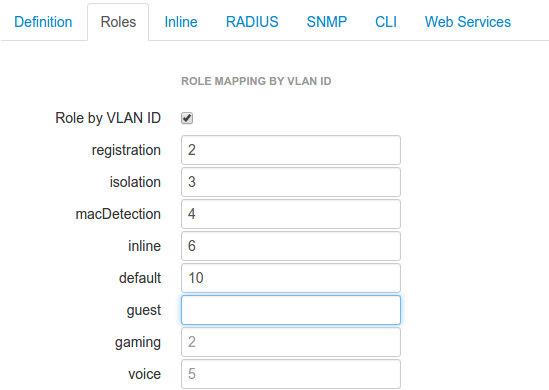 Definition Roles Inline RADIUS SNMP CLI Web Services
ROLE MAPPING BY VLAN ID
Role by VLAN ID
registration 2
isolation 3
macDetection 4
inline 6
default 10
guest
gaming 2
voice 5